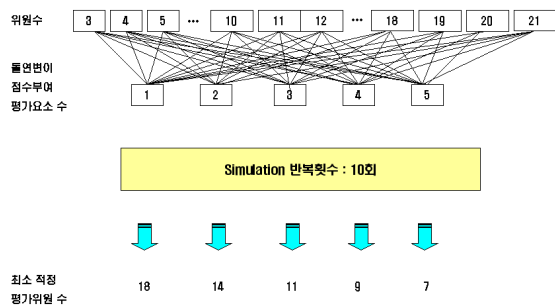 위원수 3 4 5 ••• 10 11 12 ••• 18 19 20 21
돌연변이
점수부여
평가요소 수
1 2 3 4 5
Simulation 반복횟수 : 10회
최소 적정
평가위원 수
18 14 11 9 7